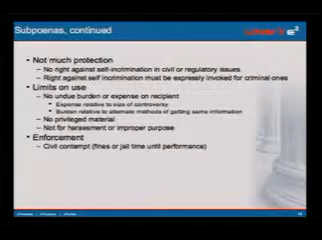 Subpoenas, continued
• Not much protection
– No right against self-incrimination in civil or regulatory issues
– Right against self incrimination must be expressly invoked for criminal ones
• Limits on use
– No undue burden or expense on recipient
• Expense relative to size of controversy
• Burden relative to alternate methods of getting same information
– No privileged material
– Not for harassment or improper purpose
• Enforcement
– Civil contempt (fines or jail time until performance)